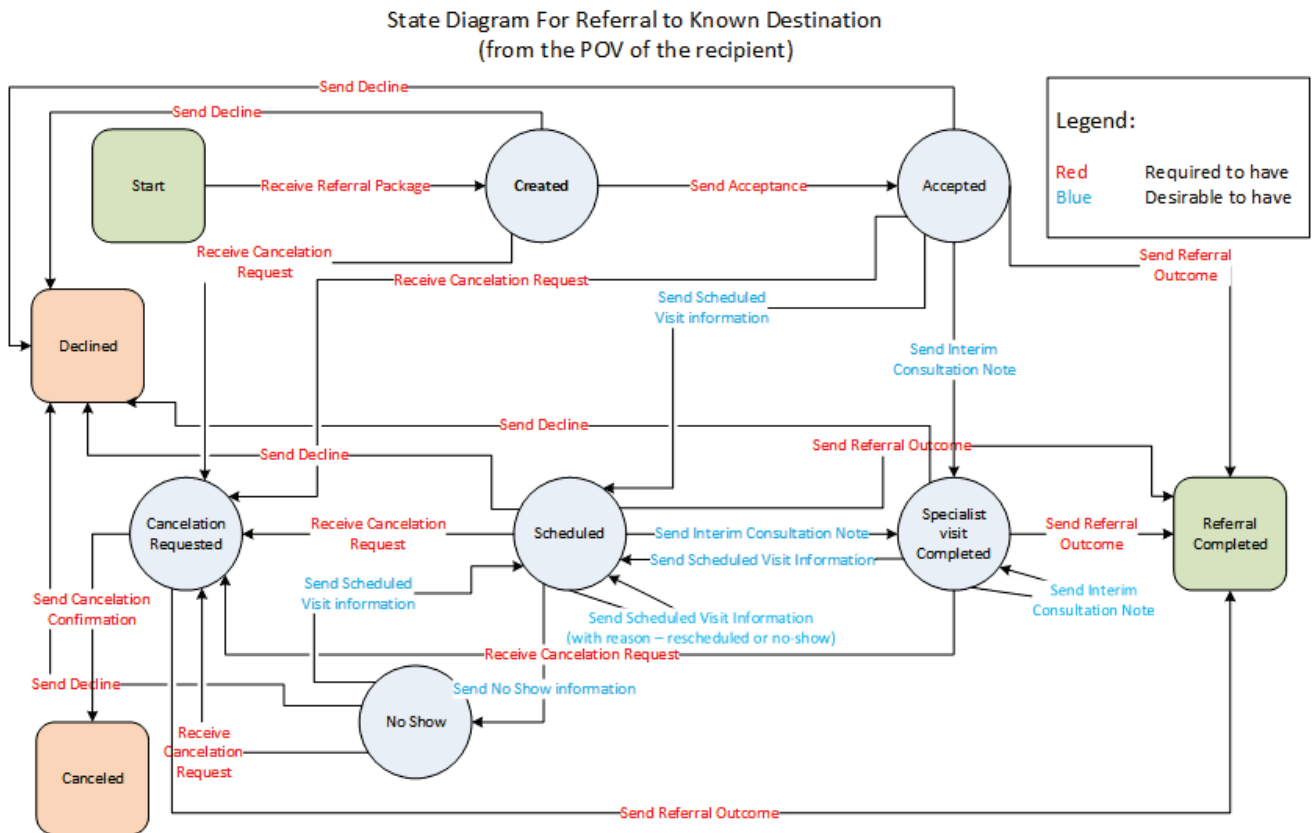 State Diagram For Referral to Known Destination
(from the POV of the recipient)
Send Decline
Send Decline
Legend:
Red Required to have
Blue Desirable to have
Start
Receive Referral Package
Created
Send Acceptance
Accepted
Receive Cancelation
Request
Receive Cancelation Request
Send Referral
Outcome
Send Scheduled
Visit information
Declined
Send Interim
Consultation Note
Send Decline
Send Decline
Send Referral Outcome
Cancelation
Requested
Receive Cancelation
Request
Scheduled
Send Interim Consultation Note
Specialist
visit
Completed
Send Referral
Outcome
Referral
Completed
Send Scheduled Visit Information
Send Scheduled
Visit information
Send Cancelation
Confirmation
Send Scheduled Visit Information
(with reason – rescheduled or no-show)
Send Interim
Consultation Note
Receive Cancelation Request
Send Decline
Send No Show information
No Show
Receive
Cancelation
Request
Canceled
Send Referral Outcome